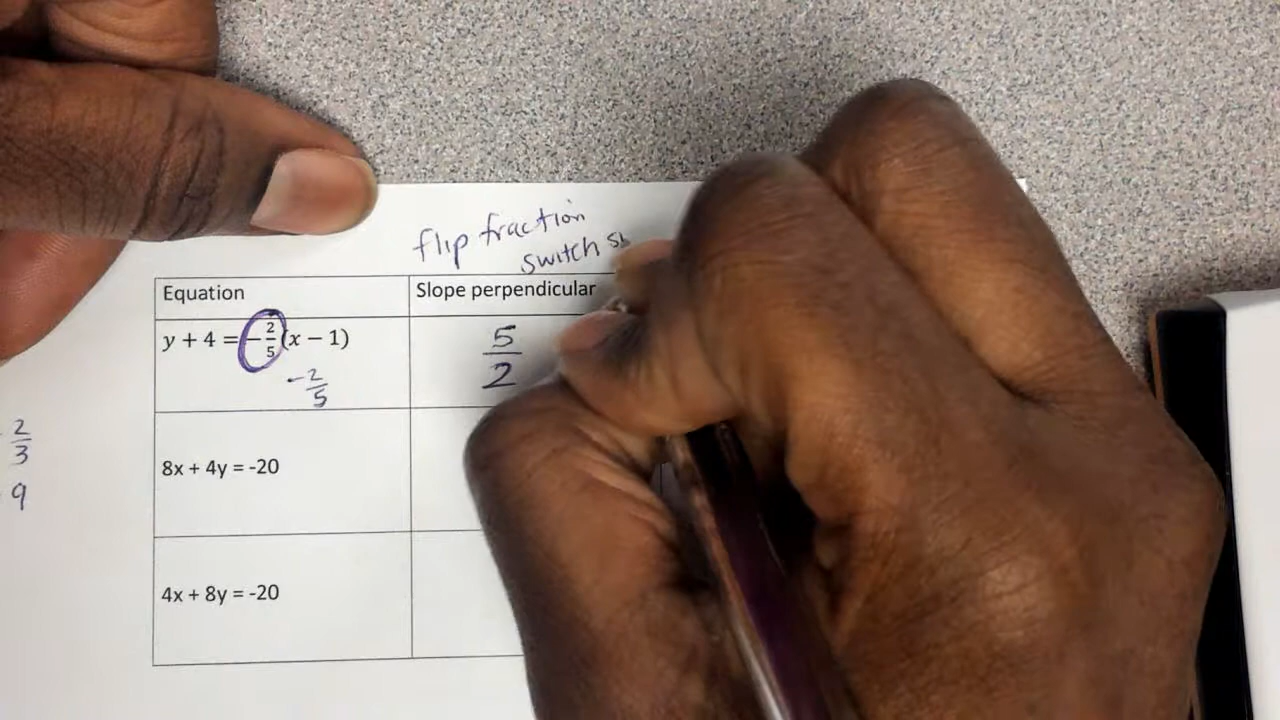 flip fraction
switch
Equation Slope perpendicular
y + 4 = -2/5(x − 1) 5/2
-2/5
8x + 4y = -20
4x + 8y = -20
2/3
9